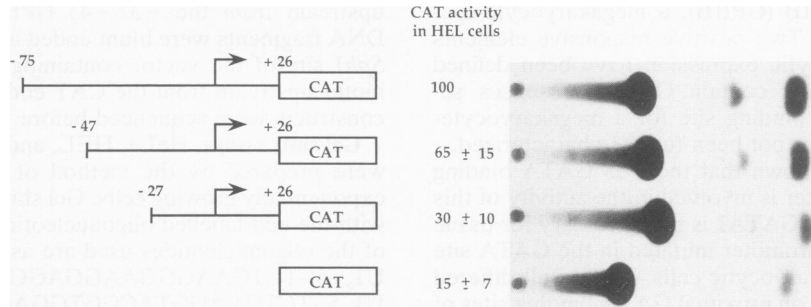 CAT activity
in HEL cells
- 75
+ 26
CAT
100
- 47
+ 26
CAT
65 ± 15
- 27
+ 26
CAT
30 ± 10
CAT
15 ± 7